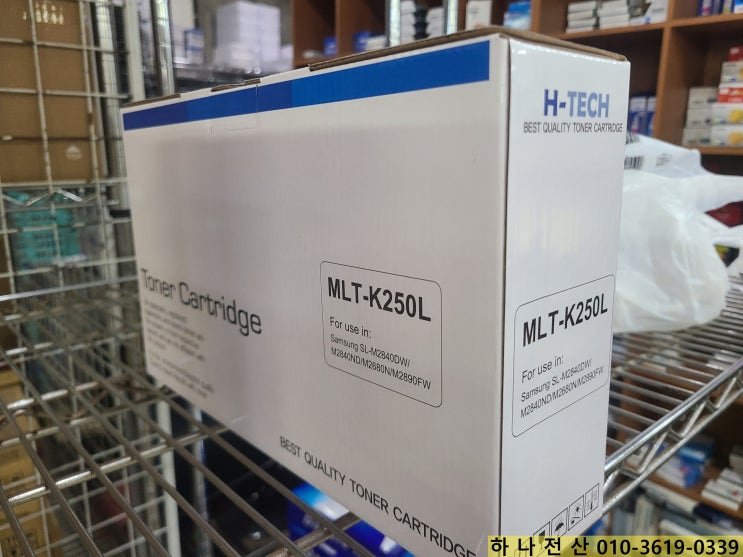 H-TECH
BEST QUALITY TONER CARTRIDGE
Toner Cartridge
MLT-K250L
For use in:
Samsung SL-M2840DW/
M2840ND/M2680N/M2890FW
MLT-K250L
For use in:
Samsung SL-M2840DW/
M2840ND/M2680N/M2890FW
BEST QUALITY TONER CARTRIDGE
하 나 전 산 010-3619-0339